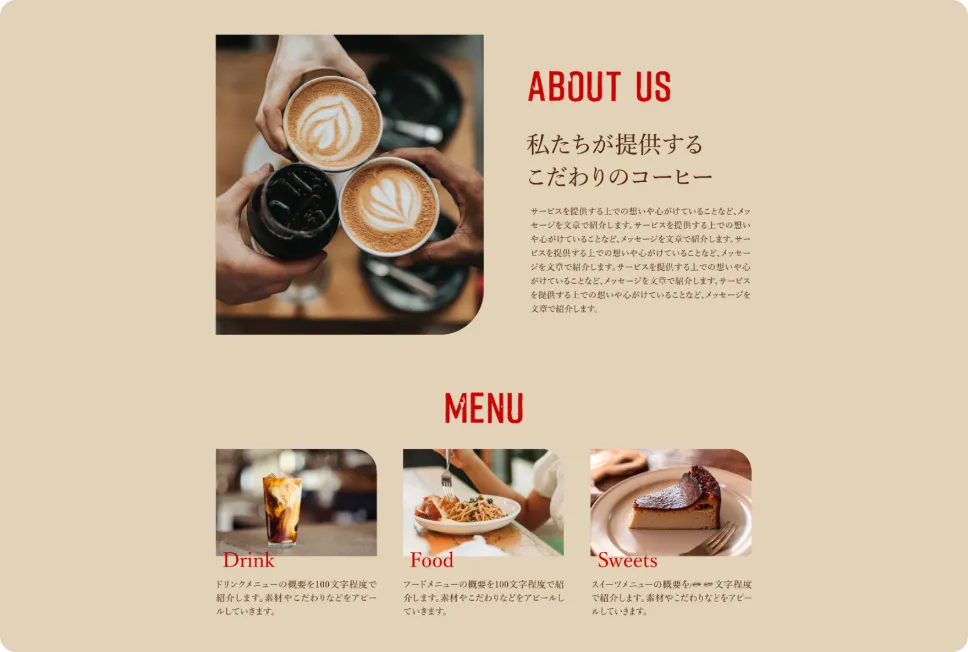 ABOUT US
私たちが提供する
こだわりのコーヒー
サービスを提供する上での想いや心がけていることなど、メッ
セージを文章で紹介します。サービスを提供する上での想い
や心がけていることなど、メッセージを文章で紹介します。サー
ビスを提供する上での想いや心がけていることなど、メッセー
ジを文章で紹介します。サービスを提供する上での想いや心
がけていることなど、メッセージを文章で紹介します。サービス
を提供する上での想いや心がけていることなど、メッセージを
文章で紹介します。
MENU
Drink
ドリンクメニューの概要を100文字程度で
紹介します。素材やこだわりなどをアピー
ルしていきます。
Food
フードメニューの概要を100文字程度で紹
介します。素材やこだわりなどをアピールし
ていきます。
Sweets
スイーツメニューの概要を 文字程度
で紹介します。素材やこだわりなどをアピー
ルしていきます。